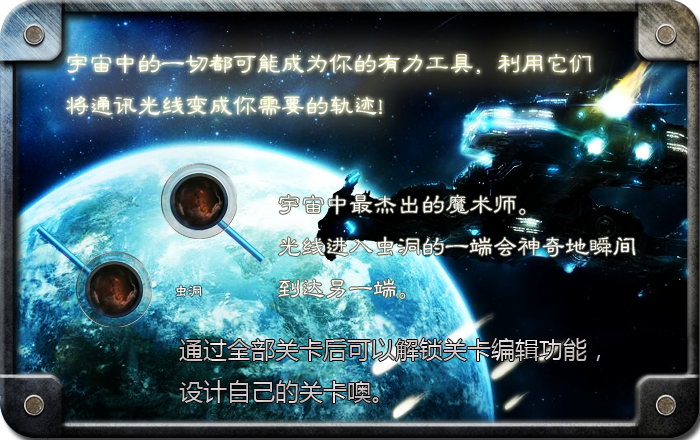 宇宙中的一切都可能成为你的有力工具，利用它们
将通讯光线变成你需要的轨迹!
宇宙中最杰出的魔术师。
光线进入虫洞的一端会神奇地瞬间
到达另一端。
虫洞
通过全部关卡后可以解锁关卡编辑功能，
设计自己的关卡噢。